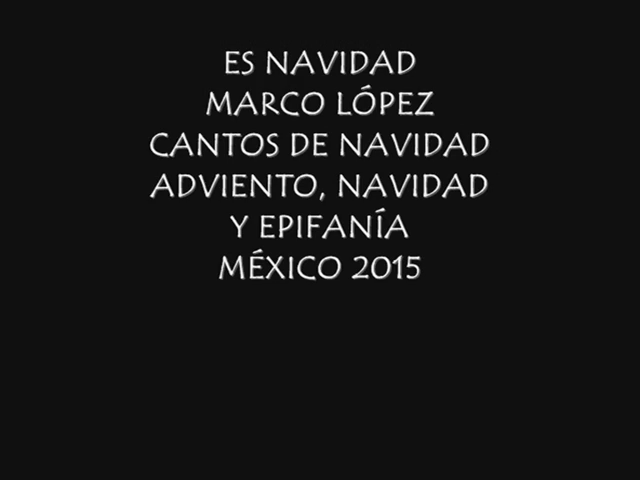 ES NAVIDAD
MARCO LÓPEZ
CANTOS DE NAVIDAD
ADVIENTO, NAVIDAD
Y EPIFANÍA
MÉXICO 2015